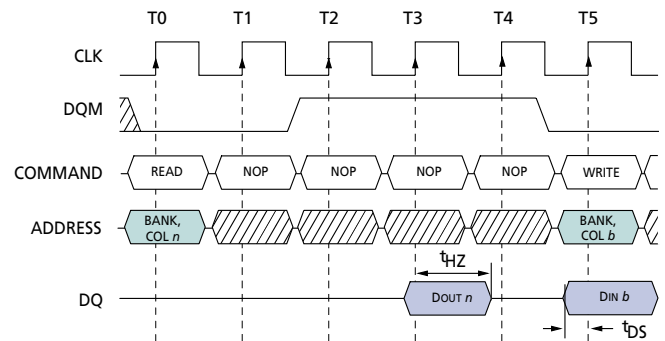 T0 T1 T2 T3 T4 T5
CLK
DQM
COMMAND READ NOP NOP NOP NOP WRITE
ADDRESS BANK, COL n BANK, COL b
tHZ
DQ DOUT n DIN b
tDS